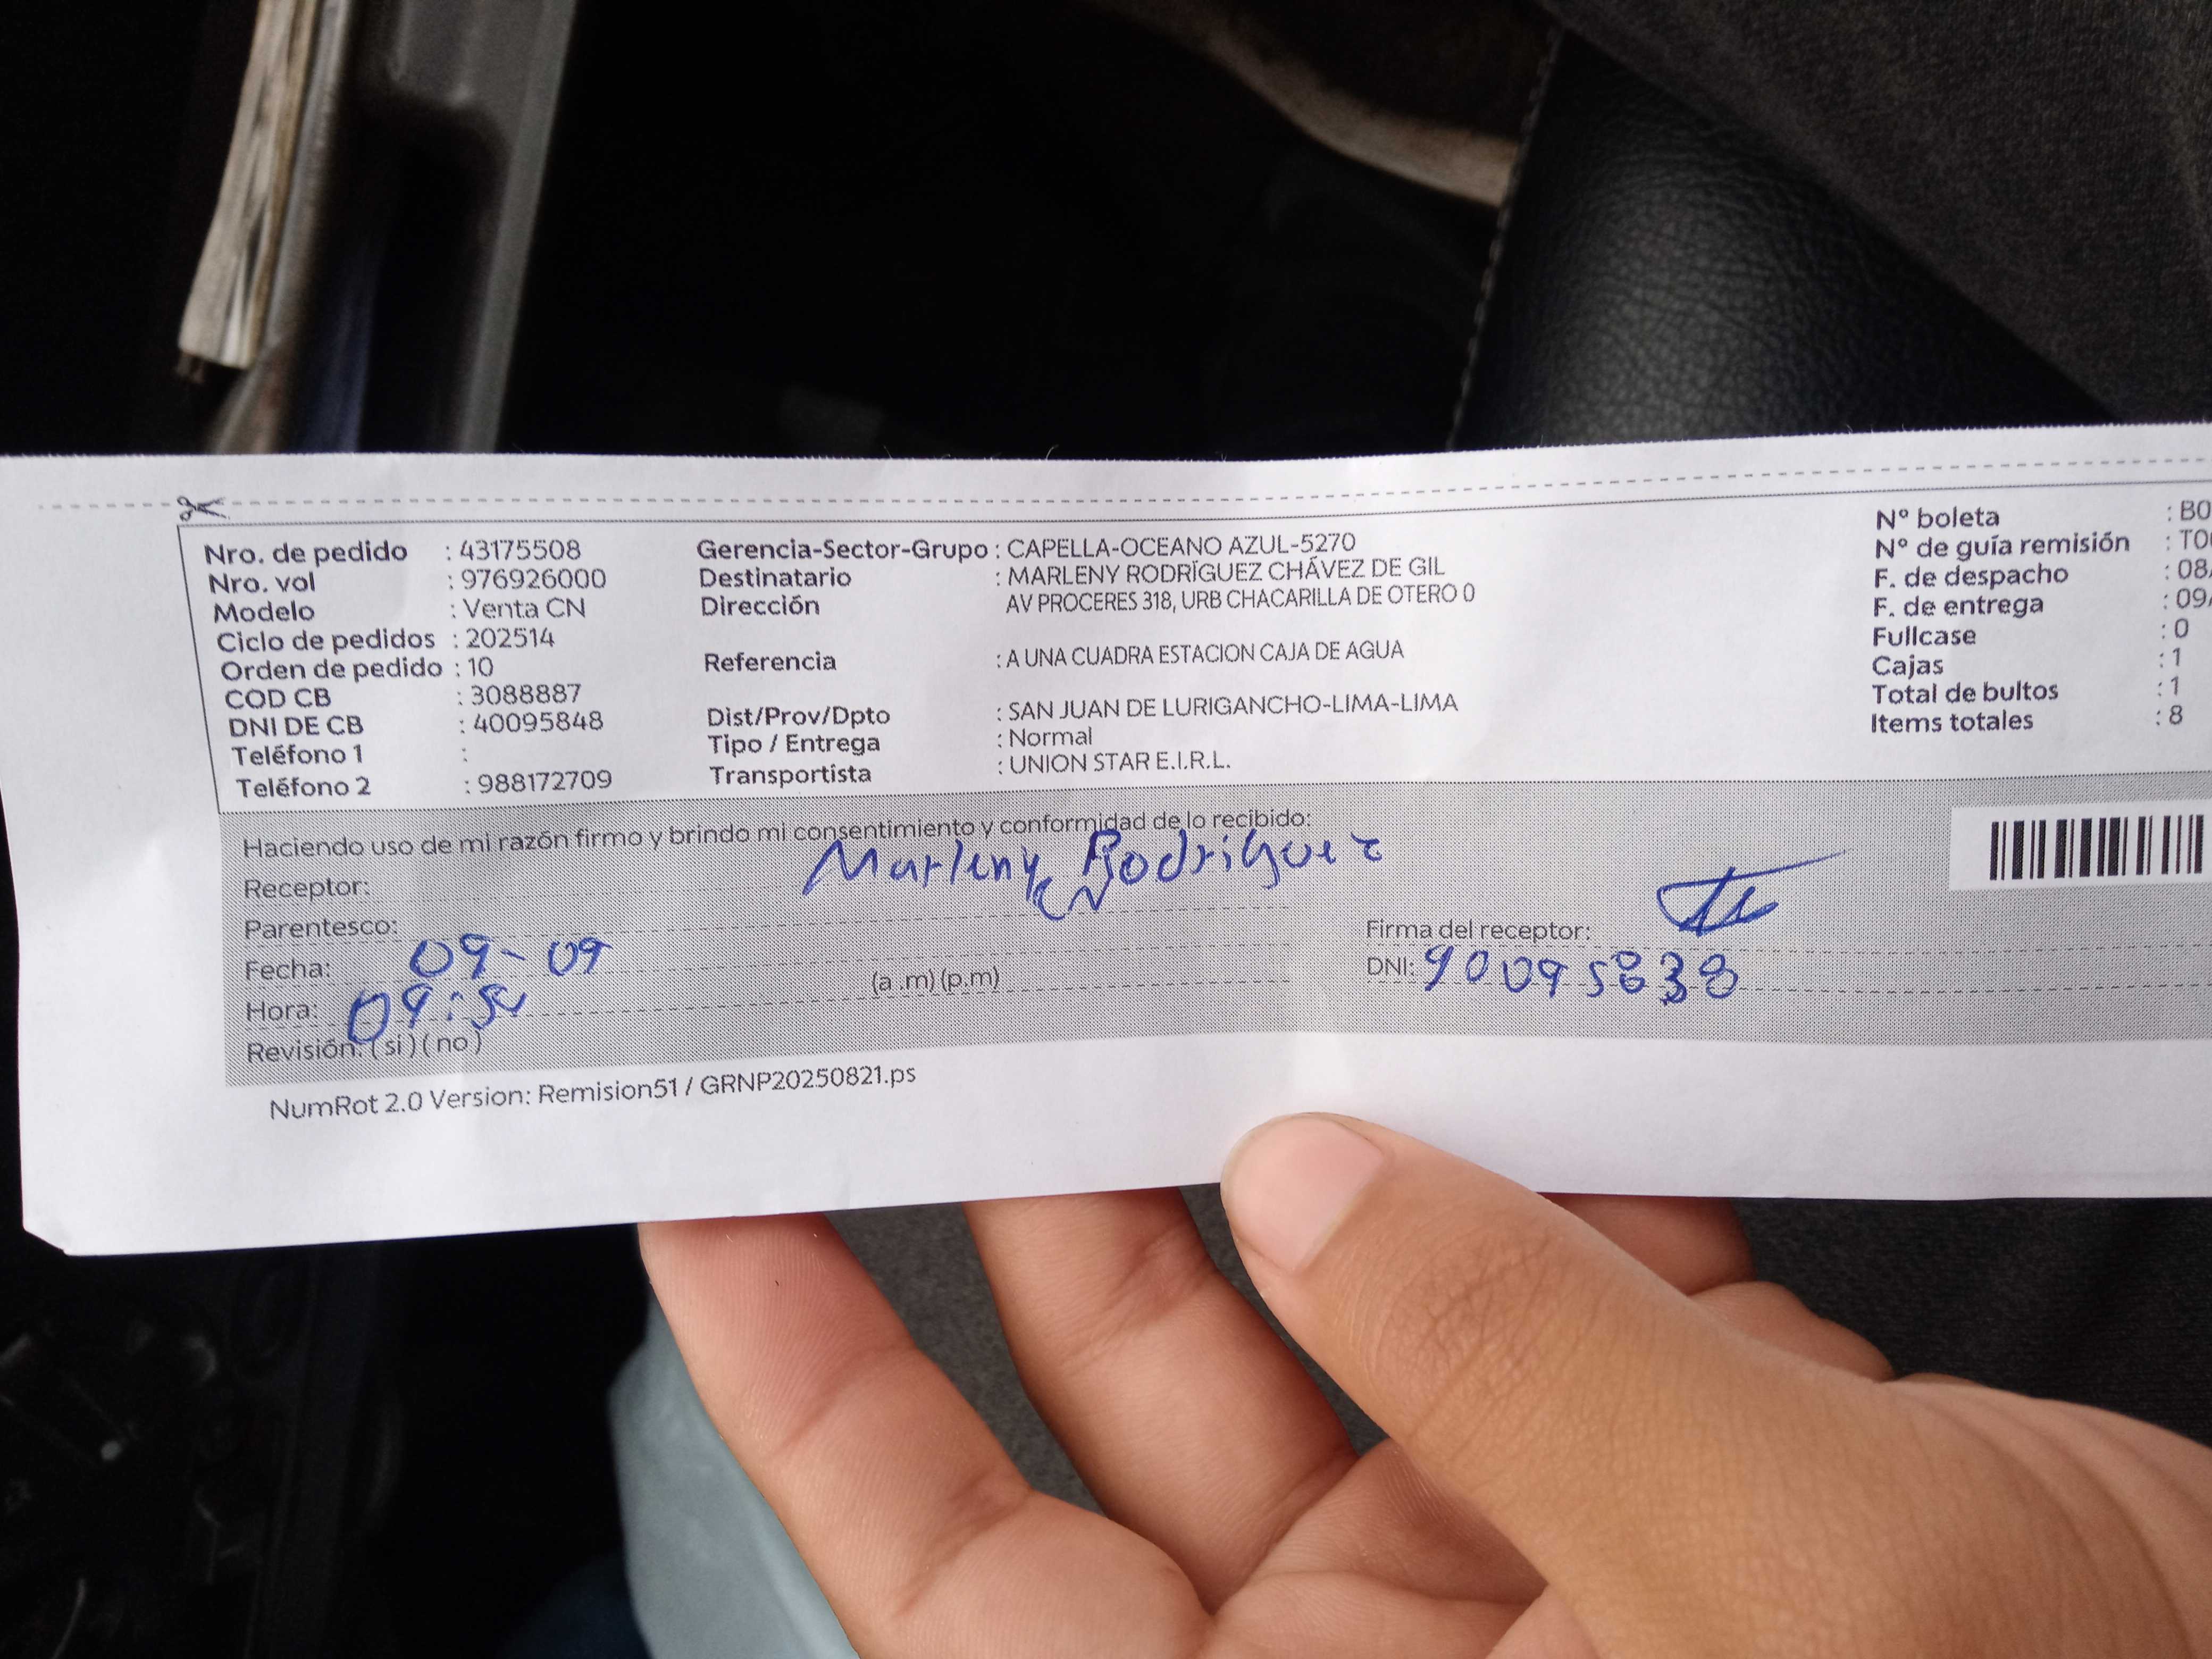 Nro. de pedido : 43175508
Nro. vol : 976926000
Modelo : Venta CN
Ciclo de pedidos : 202514
Orden de pedido : 10
COD CB : 3088887
DNI DE CB : 40095848
Teléfono 1 :
Teléfono 2 : 988172709
Gerencia-Sector-Grupo : CAPELLA-OCEANO AZUL-5270
Destinatario : MARLENY RODRÍGUEZ CHÁVEZ DE GIL
Dirección AV PROCERES 318, URB CHACARILLA DE OTERO 0
Referencia : A UNA CUADRA ESTACION CAJA DE AGUA
Dist/Prov/Dpto : SAN JUAN DE LURIGANCHO-LIMA-LIMA
Tipo / Entrega : Normal
Transportista : UNION STAR E.I.R.L.
N° boleta : B0
N° de guía remisión : T0
F. de despacho : 08/
F. de entrega : 09/
Fullcase : 0
Cajas : 1
Total de bultos : 1
Items totales : 8
Haciendo uso de mi razón firmo y brindo mi consentimiento y conformidad de lo recibido:
Receptor: Marleny Rodriguez
Parentesco:
Fecha: 09-09
Hora: (a .m) (p.m)
Revisión: ( si ) ( no )
Firma del receptor:
DNI: 90095838
NumRot 2.0 Version: Remision51 / GRNP20250821.ps